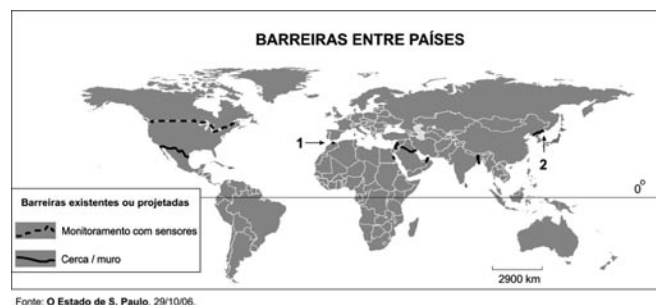 BARREIRAS ENTRE PAÍSES
1
2
0°
Barreiras existentes ou projetadas
Monitoramento com sensores
Cerca / muro
2900 km
Fonte: O Estado de S. Paulo, 29/10/06.